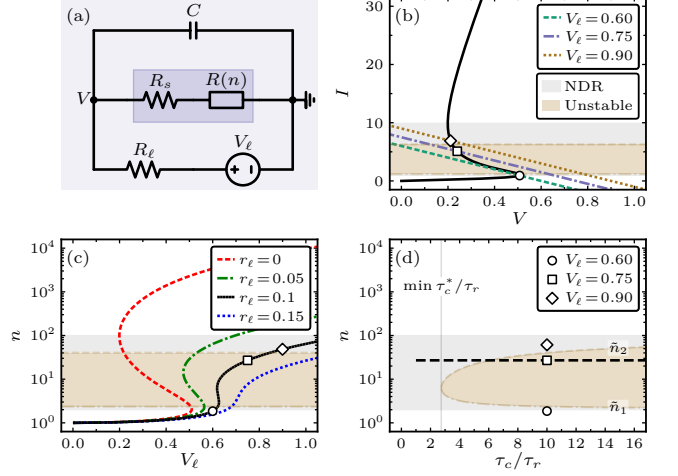 (a)
C
R_s
R(n)
V
R_ℓ
V_ℓ
(b)
V_ℓ = 0.60
V_ℓ = 0.75
V_ℓ = 0.90
NDR
Unstable
I
30
20
10
0
0.0 0.2 0.4 0.6 0.8 1.0
V
(c)
r_ℓ = 0
r_ℓ = 0.05
r_ℓ = 0.1
r_ℓ = 0.15
n
10^4
10^3
10^2
10^1
10^0
0.0 0.2 0.4 0.6 0.8 1.0
V_ℓ
(d)
V_ℓ = 0.60
V_ℓ = 0.75
V_ℓ = 0.90
min τ_c^*/τ_r
ñ_2
ñ_1
n
10^4
10^3
10^2
10^1
10^0
0 2 4 6 8 10 12 14 16
τ_c/τ_r